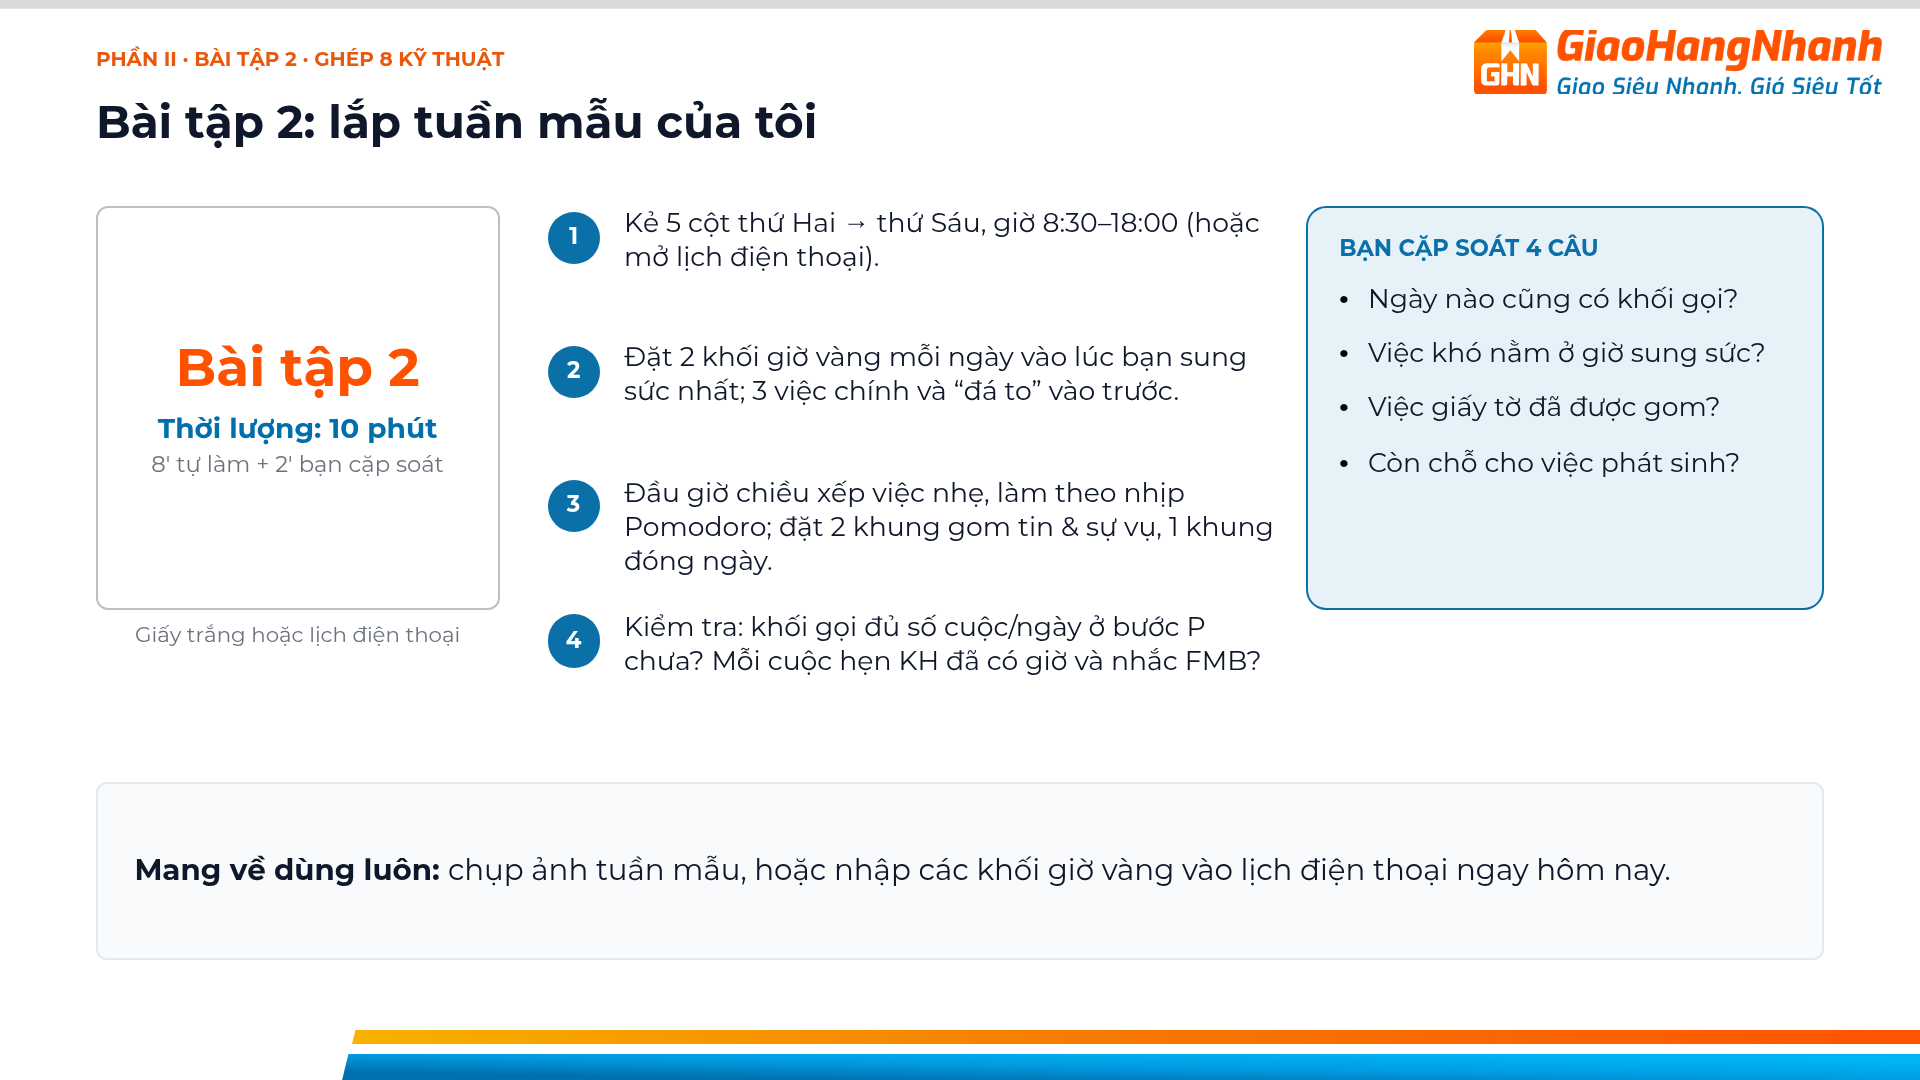 PHẦN II · BÀI TẬP 2 · GHÉP 8 KỸ THUẬT
GHN
GiaoHangNhanh
Giao Siêu Nhanh. Giá Siêu Tốt
Bài tập 2: lắp tuần mẫu của tôi
Bài tập 2
Thời lượng: 10 phút
8' tự làm + 2' bạn cặp soát
Giấy trắng hoặc lịch điện thoại
1
Kẻ 5 cột thứ Hai → thứ Sáu, giờ 8:30–18:00 (hoặc
mở lịch điện thoại).
2
Đặt 2 khối giờ vàng mỗi ngày vào lúc bạn sung
sức nhất; 3 việc chính và “đá to” vào trước.
3
Đầu giờ chiều xếp việc nhẹ, làm theo nhịp
Pomodoro; đặt 2 khung gom tin & sự vụ, 1 khung
đóng ngày.
4
Kiểm tra: khối gọi đủ số cuộc/ngày ở bước P
chưa? Mỗi cuộc hẹn KH đã có giờ và nhắc FMB?
BẠN CẶP SOÁT 4 CÂU
• Ngày nào cũng có khối gọi?
• Việc khó nằm ở giờ sung sức?
• Việc giấy tờ đã được gom?
• Còn chỗ cho việc phát sinh?
Mang về dùng luôn: chụp ảnh tuần mẫu, hoặc nhập các khối giờ vàng vào lịch điện thoại ngay hôm nay.